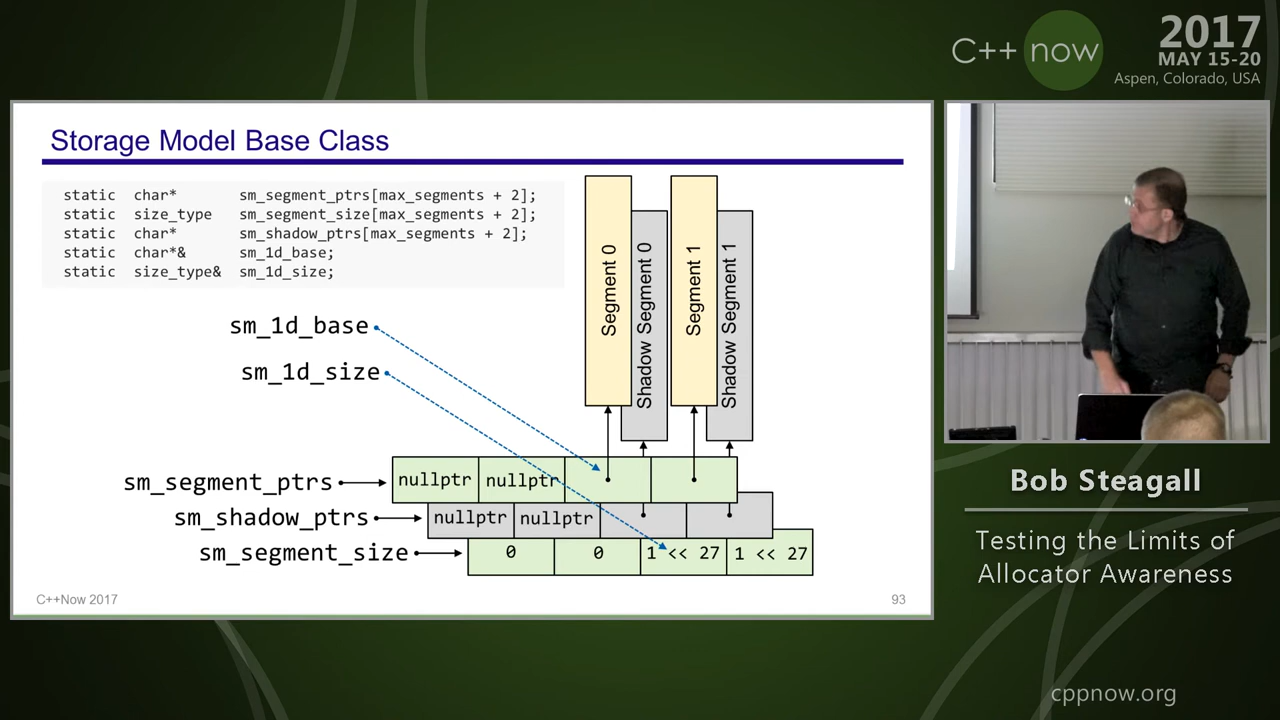 C++ now
2017
MAY 15-20
Aspen, Colorado, USA
Storage Model Base Class
static char* sm_segment_ptrs[max_segments + 2];
static size_type sm_segment_size[max_segments + 2];
static char* sm_shadow_ptrs[max_segments + 2];
static char*& sm_1d_base;
static size_type& sm_1d_size;
Segment 0
Shadow Segment 0
Segment 1
Shadow Segment 1
sm_1d_base
sm_1d_size
sm_segment_ptrs nullptr nullptr
sm_shadow_ptrs nullptr nullptr
sm_segment_size 0 0 1 << 27 1 << 27
C++Now 2017
93
Bob Steagall
Testing the Limits of
Allocator Awareness
cppnow.org